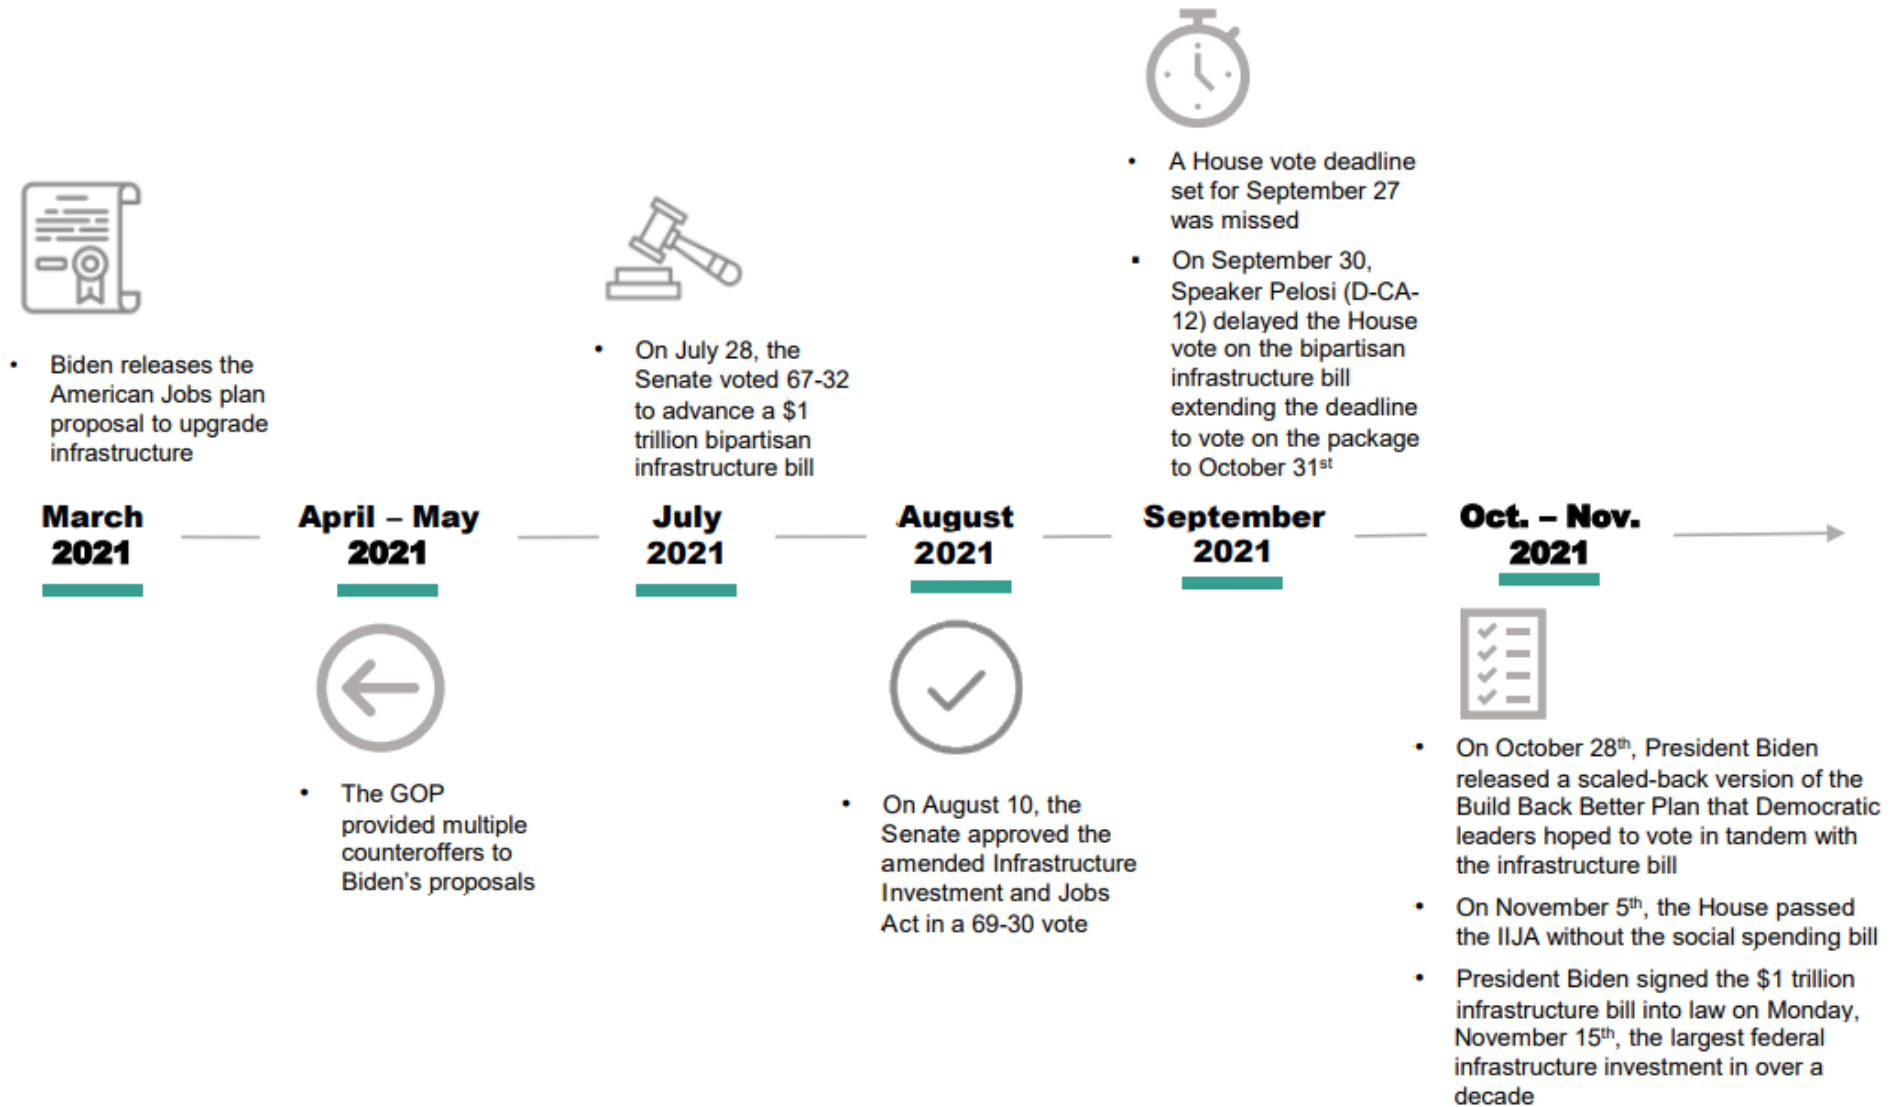 • A House vote deadline
set for September 27
was missed
▪ On September 30,
Speaker Pelosi (D-CA-
12) delayed the House
vote on the bipartisan
infrastructure bill
extending the deadline
to vote on the package
to October 31st
• Biden releases the
American Jobs plan
proposal to upgrade
infrastructure
• On July 28, the
Senate voted 67-32
to advance a $1
trillion bipartisan
infrastructure bill
March
2021
April – May
2021
July
2021
August
2021
September
2021
Oct. – Nov.
2021
• The GOP
provided multiple
counteroffers to
Biden’s proposals
• On August 10, the
Senate approved the
amended Infrastructure
Investment and Jobs
Act in a 69-30 vote
• On October 28th, President Biden
released a scaled-back version of the
Build Back Better Plan that Democratic
leaders hoped to vote in tandem with
the infrastructure bill
• On November 5th, the House passed
the IIJA without the social spending bill
• President Biden signed the $1 trillion
infrastructure bill into law on Monday,
November 15th, the largest federal
infrastructure investment in over a
decade